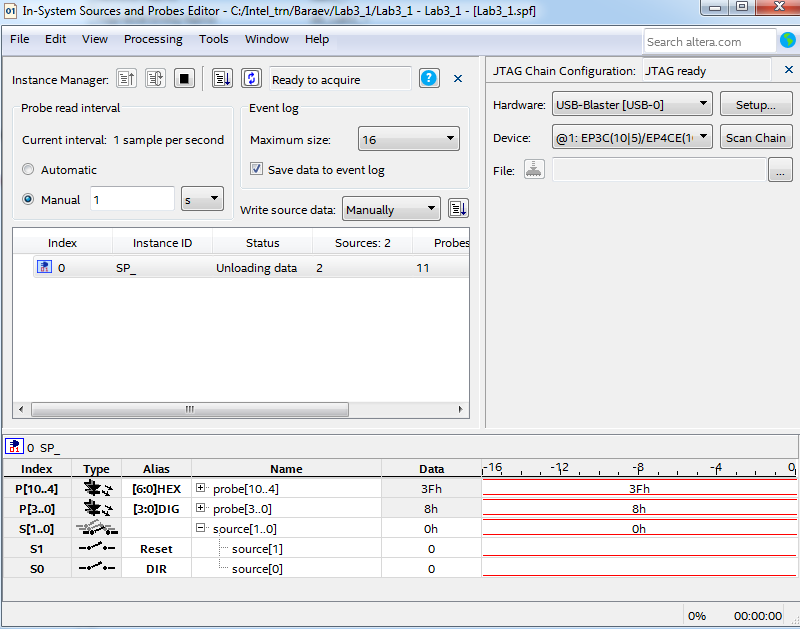 In-System Sources and Probes Editor - C:/Intel_trn/Baraev/Lab3_1/Lab3_1 - Lab3_1 - [Lab3_1.spf]
File Edit View Processing Tools Window Help
Search altera.com
Instance Manager: Ready to acquire
JTAG Chain Configuration: JTAG ready
Probe read interval
Event log
Hardware: USB-Blaster [USB-0] Setup...
Current interval: 1 sample per second
Maximum size: 16
Device: @1: EP3C(10|5)/EP4CE(1 Scan Chain
Automatic
Save data to event log
File: ...
Manual 1 s
Write source data: Manually
Index Instance ID Status Sources: 2 Probes
0 SP_ Unloading data 2 11
0 SP_
Index Type Alias Name Data -16 -12 -8 -4 0
P[10..4] [6:0]HEX probe[10..4] 3Fh 3Fh
P[3..0] [3:0]DIG probe[3..0] 8h 8h
S[1..0] source[1..0] 0h 0h
S1 Reset source[1] 0
S0 DIR source[0] 0
0% 00:00:00